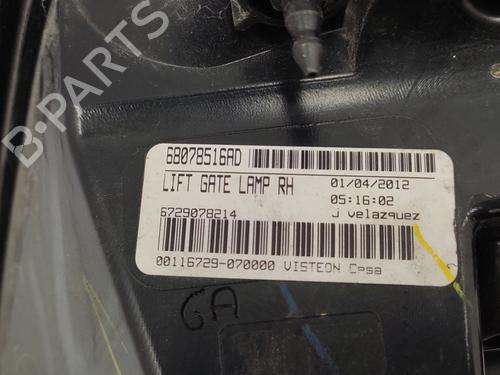 B-PARTS
68078516AD
LIFT GATE LAMP RH 01/04/2012
05:16:02
6729078214 j velazquez
00116729-070000 VISTEON Cpsa
GA